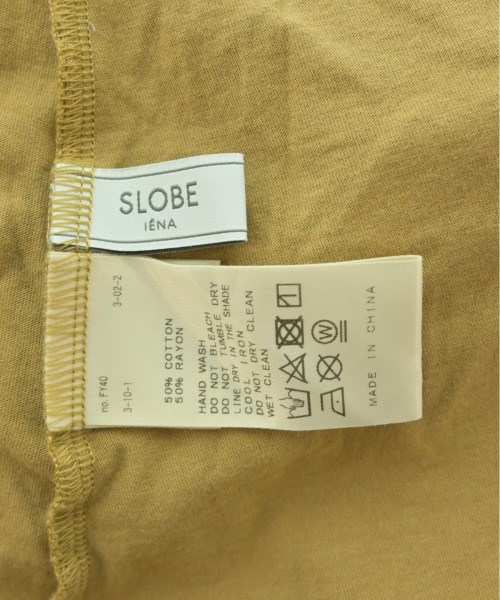 SLOBE
IÉNA
no.FY40
3-10-1
3-02-2
50% COTTON
50% RAYON
HAND WASH
DO NOT BLEACH
DO NOT TUMBLE DRY
LINE DRY IN THE SHADE
COOL IRON
DO NOT DRY CLEAN
WET CLEAN
W
MADE IN CHINA